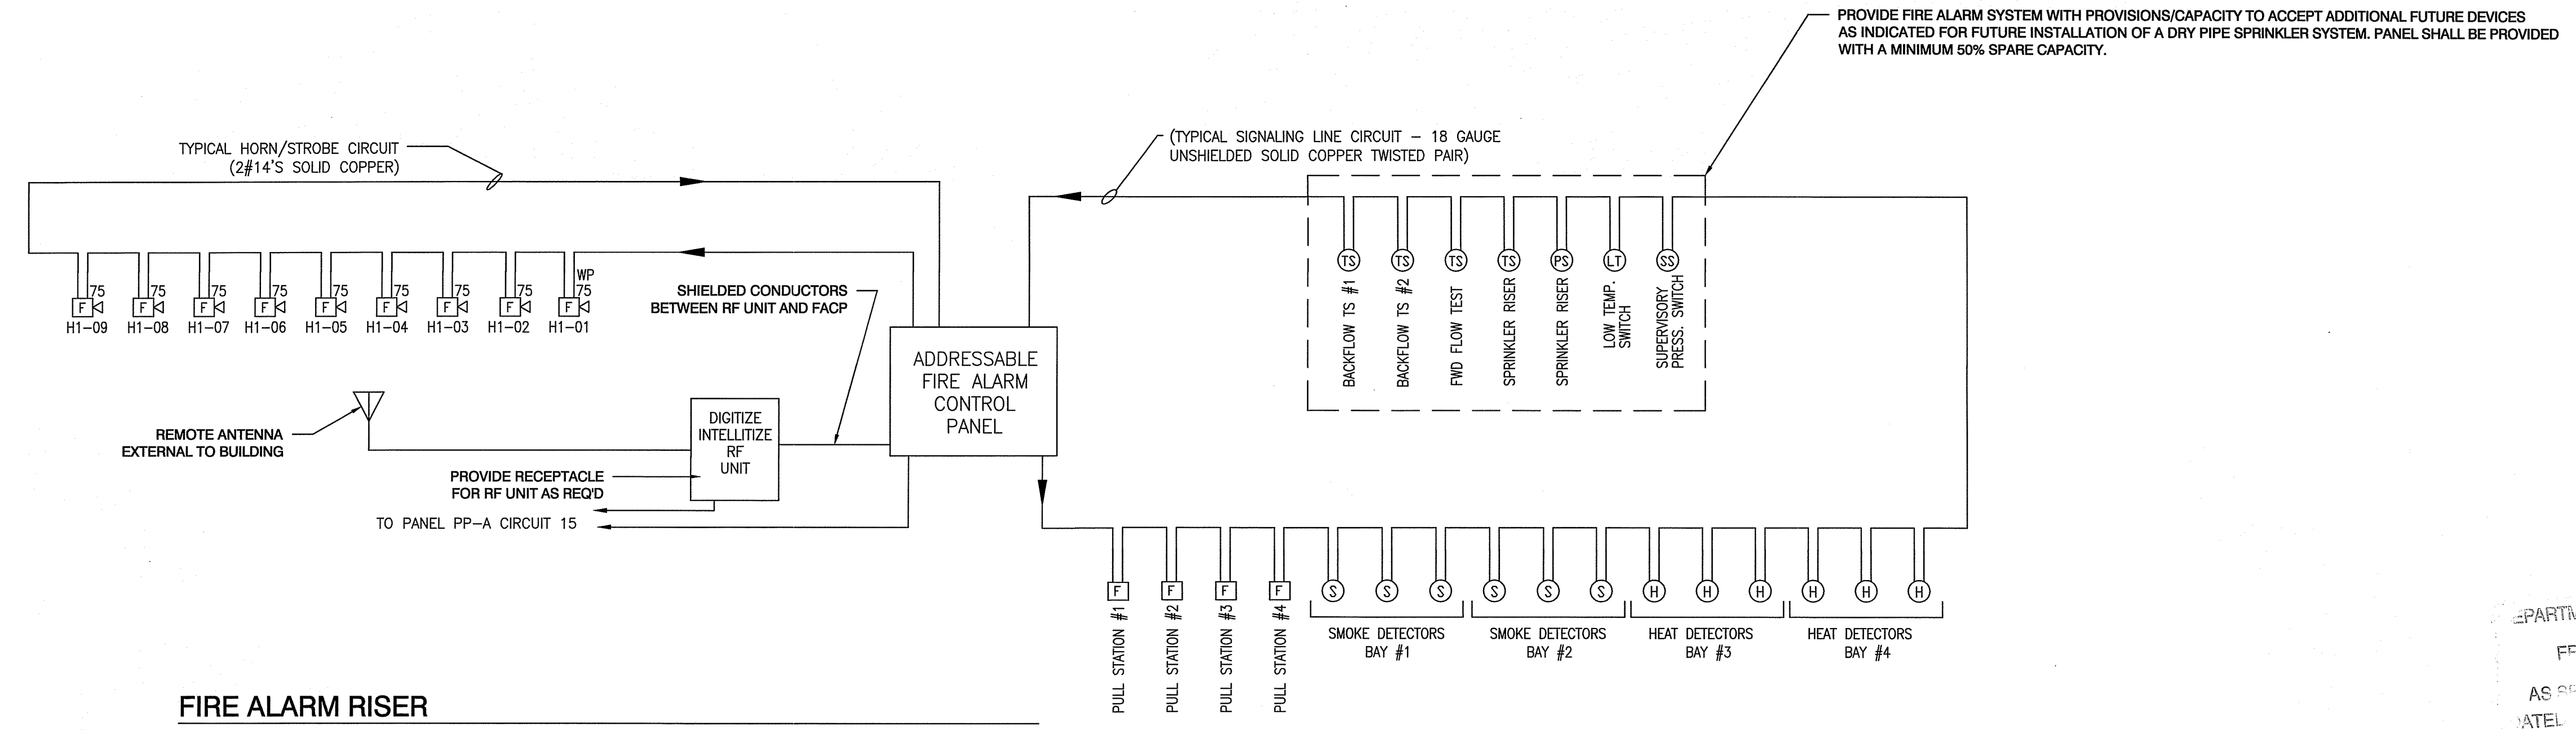 PROVIDE FIRE ALARM SYSTEM WITH PROVISIONS/CAPACITY TO ACCEPT ADDITIONAL FUTURE DEVICES
AS INDICATED FOR FUTURE INSTALLATION OF A DRY PIPE SPRINKLER SYSTEM. PANEL SHALL BE PROVIDED
WITH A MINIMUM 50% SPARE CAPACITY.
TYPICAL HORN/STROBE CIRCUIT
(2#14'S SOLID COPPER)
(TYPICAL SIGNALING LINE CIRCUIT - 18 GAUGE
UNSHIELDED SOLID COPPER TWISTED PAIR)
WP
75 75 75 75 75 75 75 75 75
F F F F F F F F F
H1-09 H1-08 H1-07 H1-06 H1-05 H1-04 H1-03 H1-02 H1-01
TS TS TS TS PS LT SS
BACKFLOW TS #1
BACKFLOW TS #2
FWD FLOW TEST
SPRINKLER RISER
SPRINKLER RISER
LOW TEMP.
SWITCH
SUPERVISORY
PRESS. SWITCH
SHIELDED CONDUCTORS
BETWEEN RF UNIT AND FACP
ADDRESSABLE
FIRE ALARM
CONTROL
PANEL
DIGITIZE
INTELLITIZE
RF
UNIT
REMOTE ANTENNA
EXTERNAL TO BUILDING
PROVIDE RECEPTACLE
FOR RF UNIT AS REQ'D
TO PANEL PP-A CIRCUIT 15
F F F F S S S S S S H H H H H H
PULL STATION #1
PULL STATION #2
PULL STATION #3
PULL STATION #4
SMOKE DETECTORS
BAY #1
SMOKE DETECTORS
BAY #2
HEAT DETECTORS
BAY #3
HEAT DETECTORS
BAY #4
FIRE ALARM RISER
AS